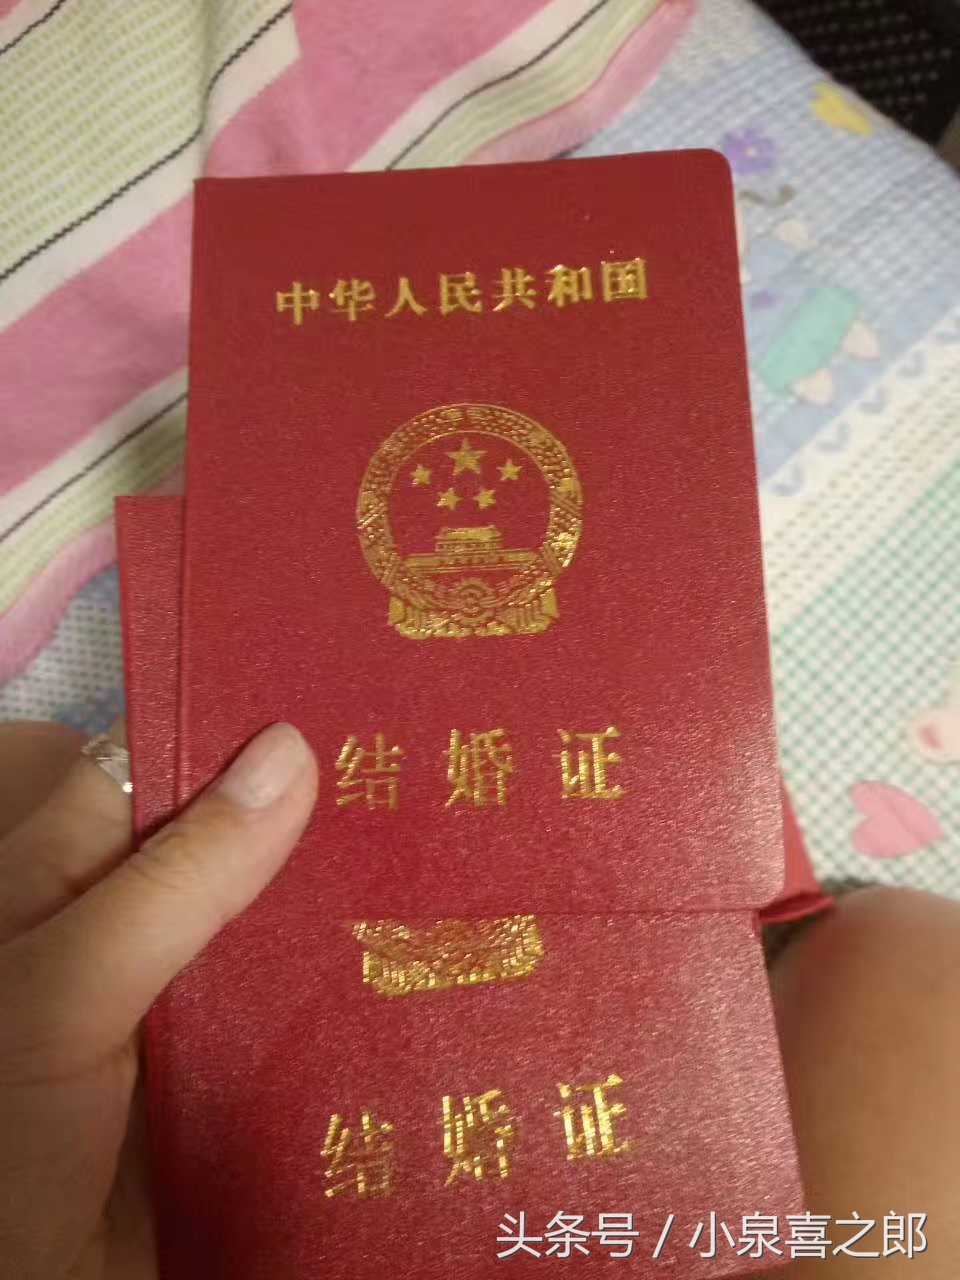 中华人民共和国
结婚证
结婚证
头条号 / 小泉喜之郎